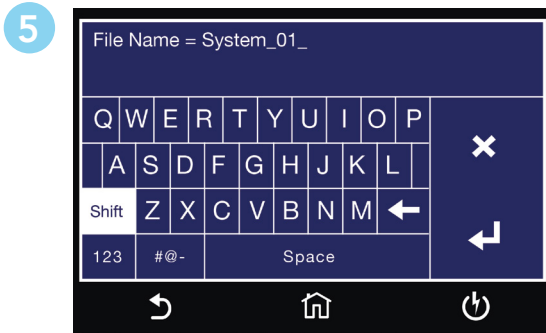 5
File Name = System_01_
Q W E R T Y U I O P
A S D F G H J K L
Shift Z X C V B N M
123 #@- Space